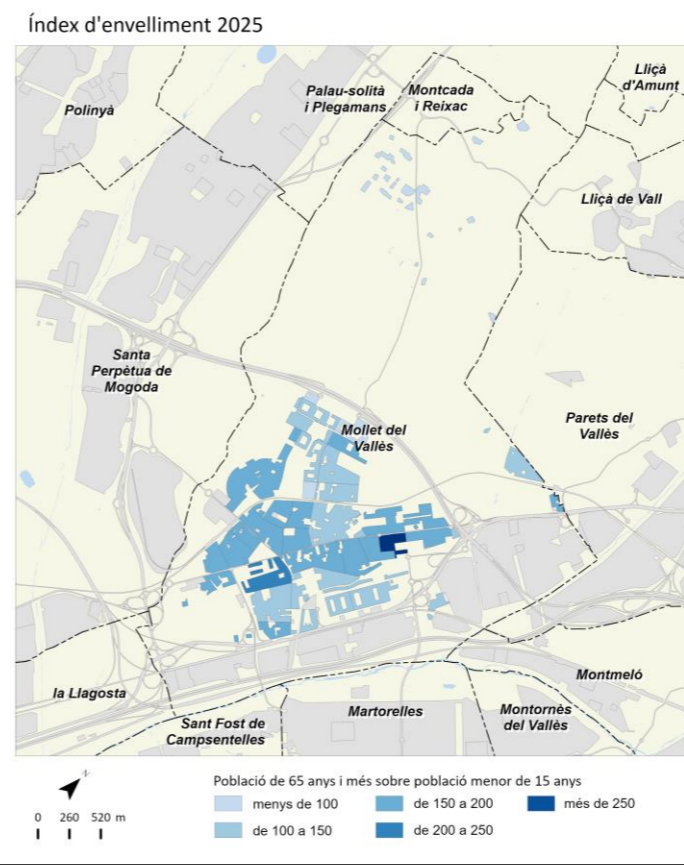 Índex d'envelliment 2025
Lliçà
d'Amunt
Palau-solità
i Plegamans
Montcada
i Reixac
Polinyà
Lliçà de Vall
Santa
Perpètua de
Mogoda
Parets del
Vallès
Mollet del
Vallès
Montmeló
la Llagosta
Martorelles
Montornès
del Vallès
Sant Fost de
Campsentelles
N
0 260 520 m
Població de 65 anys i més sobre població menor de 15 anys
menys de 100
de 150 a 200
més de 250
de 100 a 150
de 200 a 250